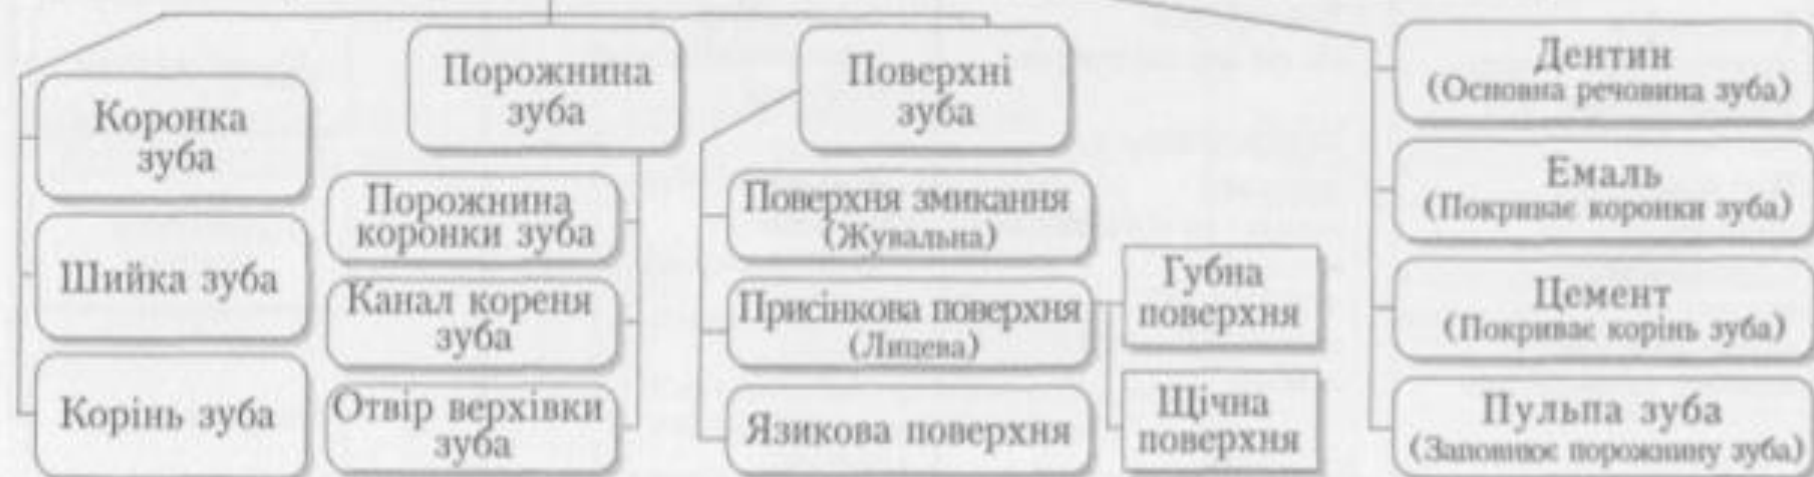 Коронка
зуба
Шийка зуба
Корінь зуба
Порожнина
зуба
Порожнина
коронки зуба
Канал кореня
зуба
Отвір верхівки
зуба
Поверхні
зуба
Поверхня змикання
(Жувальна)
Присінкова поверхня
(Лицева)
Язикова поверхня
Губна
поверхня
Щічна
поверхня
Дентин
(Основна речовина зуба)
Емаль
(Покриває коронки зуба)
Цемент
(Покриває корінь зуба)
Пульпа зуба
(Заповнює порожнину зуба)